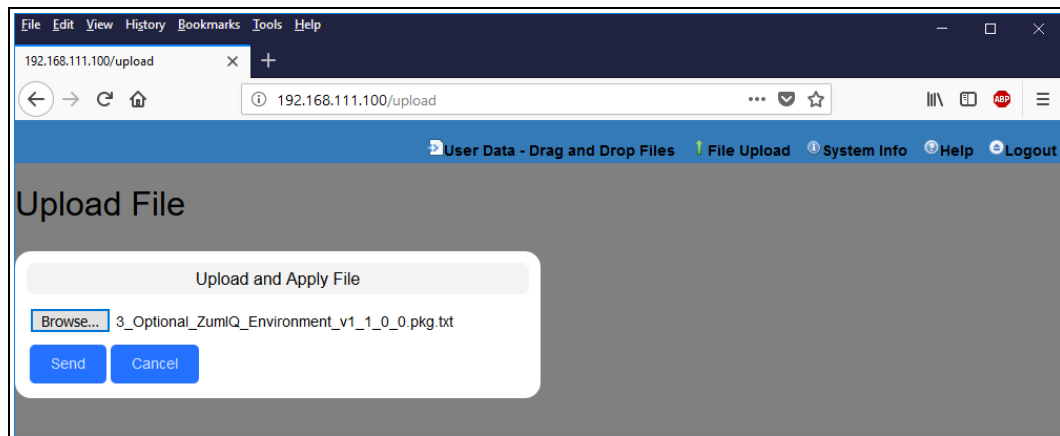 File Edit View History Bookmarks Tools Help
192.168.111.100/upload
192.168.111.100/upload
ABP
User Data - Drag and Drop Files File Upload System Info Help Logout
Upload File
Upload and Apply File
Browse... 3_Optional_ZumIQ_Environment_v1_1_0_0.pkg.txt
Send Cancel